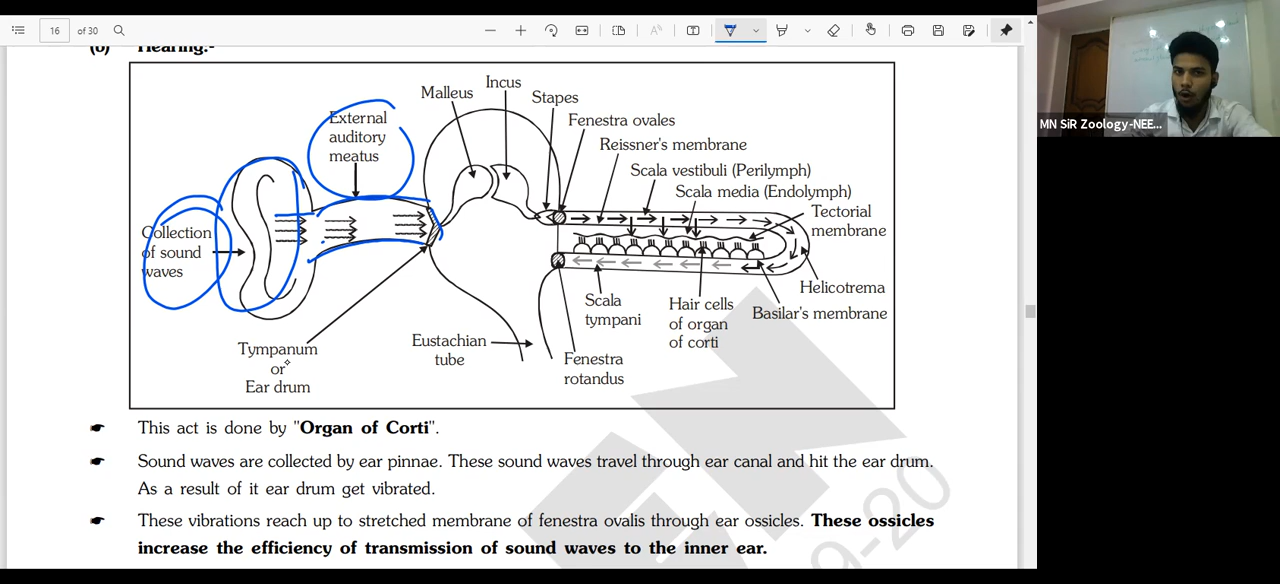 16 of 30
Hearing:-
Malleus
Incus
Stapes
Fenestra ovales
Reissner's membrane
Scala vestibuli (Perilymph)
Scala media (Endolymph)
Tectorial
membrane
External
auditory
meatus
Collection
of sound
waves
Helicotrema
Basilar's membrane
Hair cells
of organ
of corti
Scala
tympani
Fenestra
rotandus
Eustachian
tube
Tympanum
or
Ear drum
☛ This act is done by "Organ of Corti".
☛ Sound waves are collected by ear pinnae. These sound waves travel through ear canal and hit the ear drum.
As a result of it ear drum get vibrated.
☛ These vibrations reach up to stretched membrane of fenestra ovalis through ear ossicles. These ossicles
increase the efficiency of transmission of sound waves to the inner ear.
9-20
MN SiR Zoology-NEE...